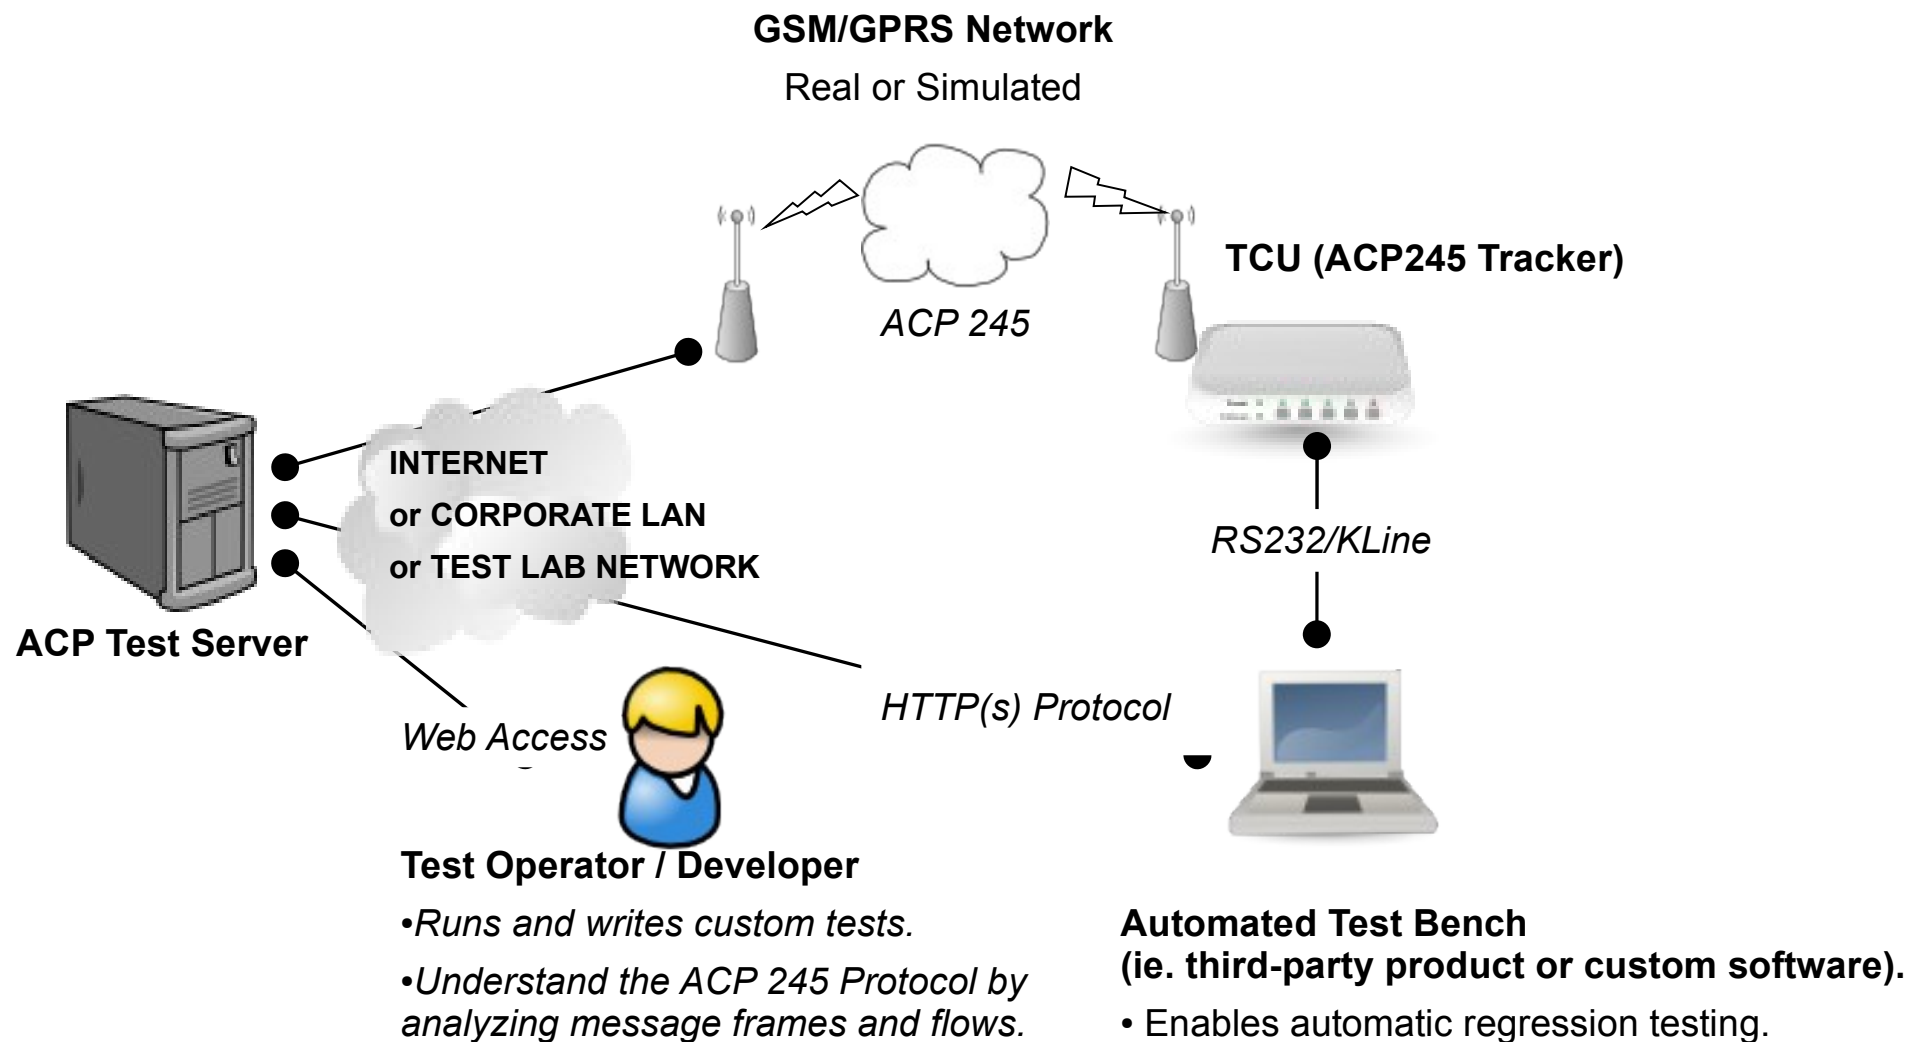 GSM/GPRS Network
Real or Simulated
TCU (ACP245 Tracker)
ACP 245
INTERNET
or CORPORATE LAN
or TEST LAB NETWORK
RS232/KLine
ACP Test Server
HTTP(s) Protocol
Web Access
Test Operator / Developer
•Runs and writes custom tests.
•Understand the ACP 245 Protocol by
analyzing message frames and flows.
Automated Test Bench
(ie. third-party product or custom software).
• Enables automatic regression testing.